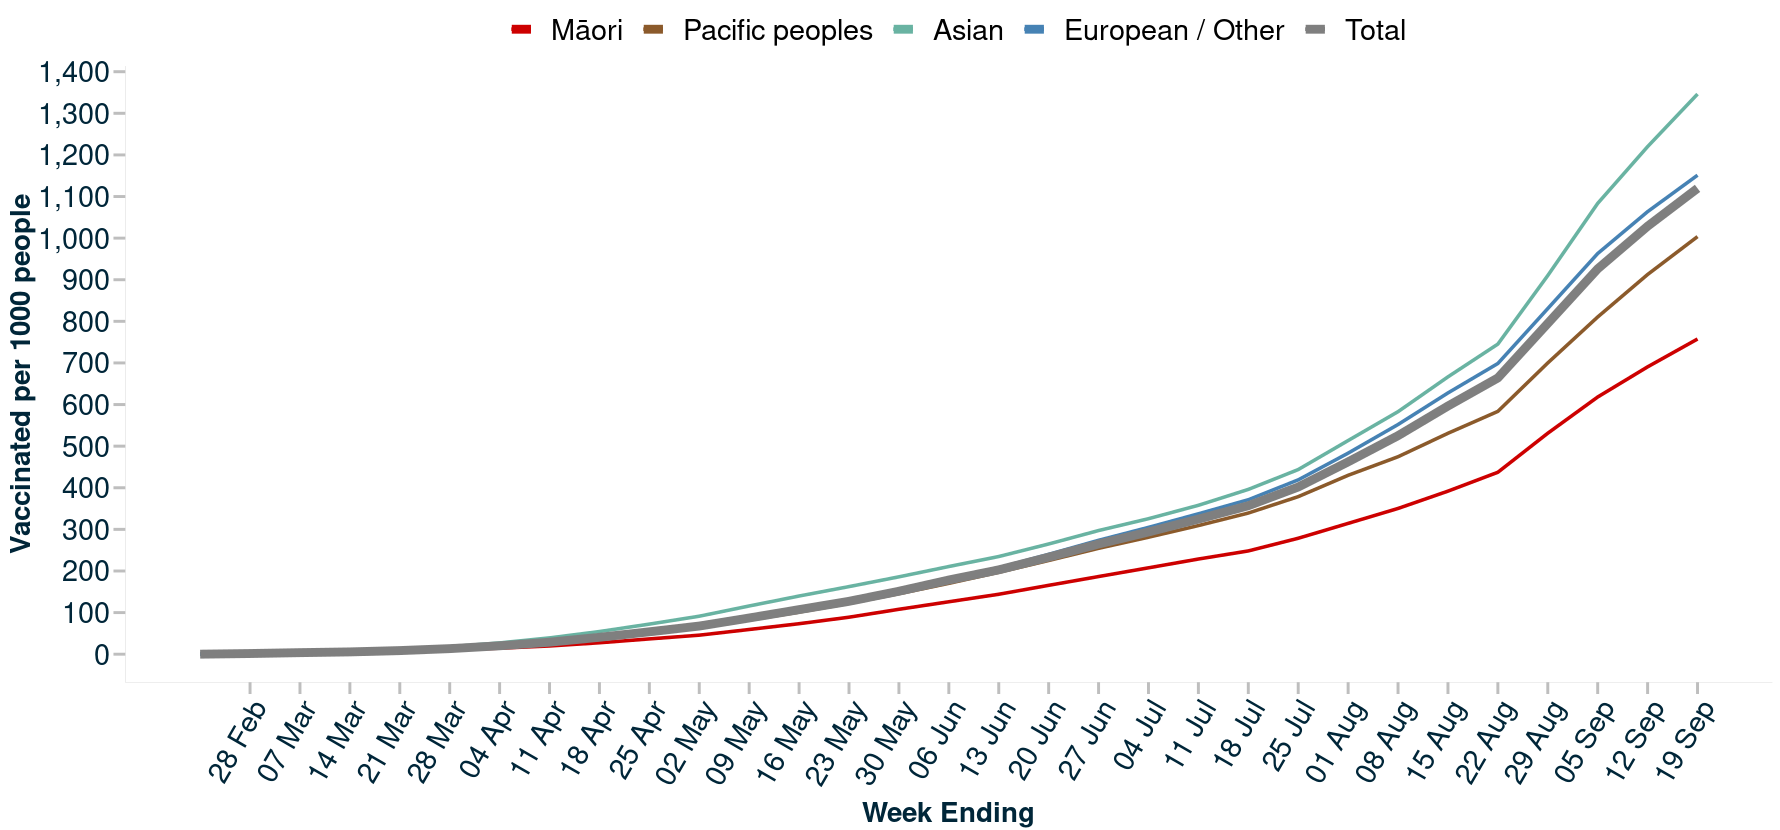 Māori Pacific peoples Asian European / Other Total
Vaccinated per 1000 people
1,400
1,300
1,200
1,100
1,000
900
800
700
600
500
400
300
200
100
0
28 Feb
07 Mar
14 Mar
21 Mar
28 Mar
04 Apr
11 Apr
18 Apr
25 Apr
02 May
09 May
16 May
23 May
30 May
06 Jun
13 Jun
20 Jun
27 Jun
04 Jul
11 Jul
18 Jul
25 Jul
01 Aug
08 Aug
15 Aug
22 Aug
29 Aug
05 Sep
12 Sep
19 Sep
Week Ending